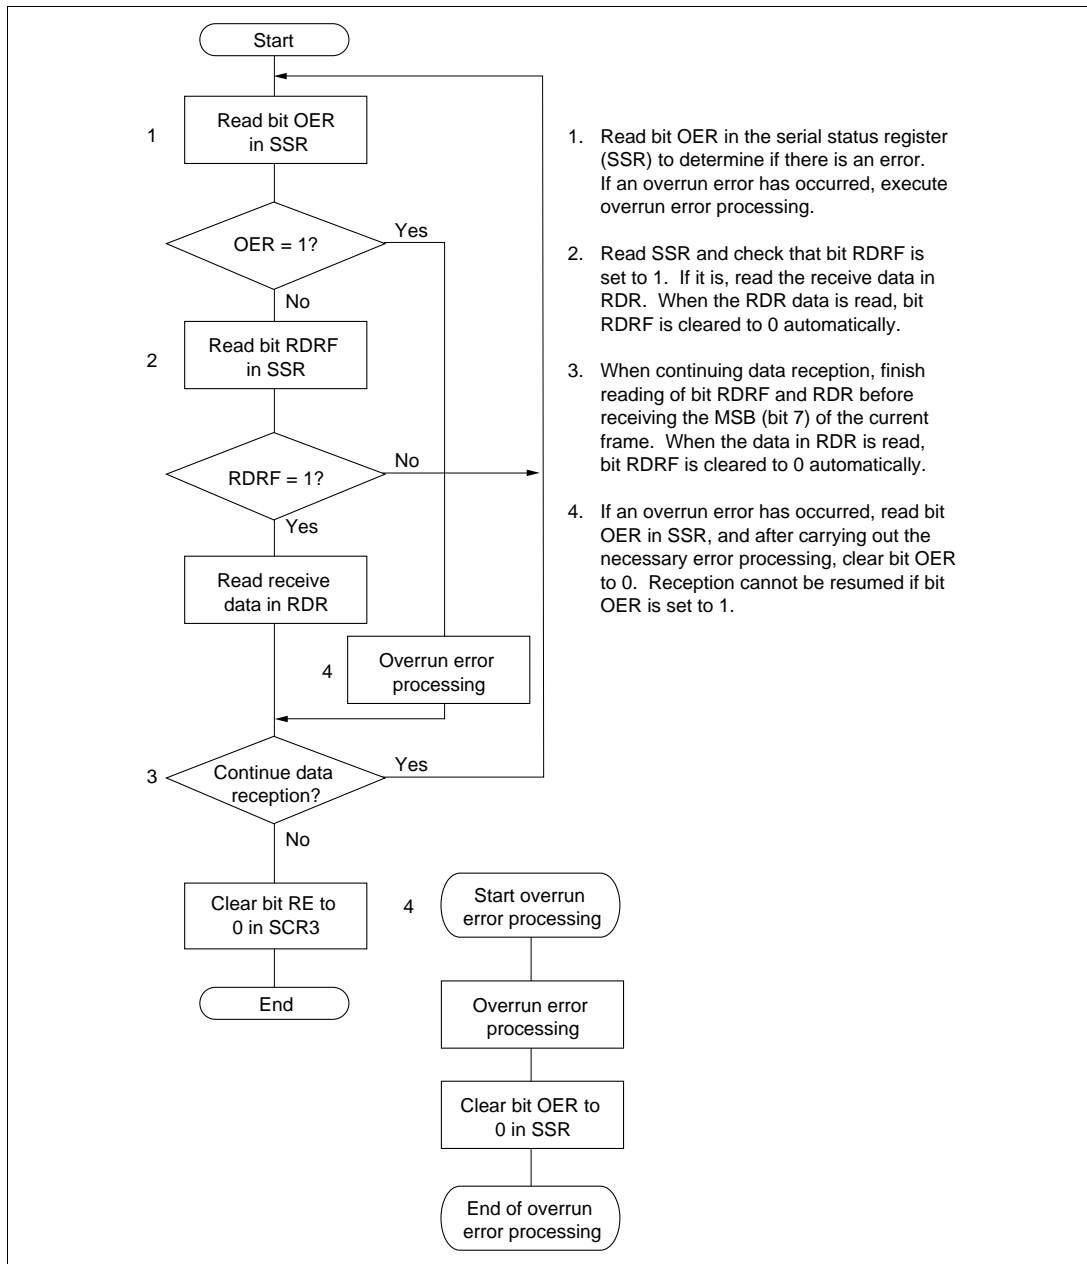 Start
1
Read bit OER
in SSR
OER = 1?
Yes
No
2
Read bit RDRF
in SSR
RDRF = 1?
No
Yes
Read receive
data in RDR
4
Overrun error
processing
3
Continue data
reception?
Yes
No
Clear bit RE to
0 in SCR3
End
4
Start overrun
error processing
Overrun error
processing
Clear bit OER to
0 in SSR
End of overrun
error processing
1. Read bit OER in the serial status register
(SSR) to determine if there is an error.
If an overrun error has occurred, execute
overrun error processing.
2. Read SSR and check that bit RDRF is
set to 1. If it is, read the receive data in
RDR. When the RDR data is read, bit
RDRF is cleared to 0 automatically.
3. When continuing data reception, finish
reading of bit RDRF and RDR before
receiving the MSB (bit 7) of the current
frame. When the data in RDR is read,
bit RDRF is cleared to 0 automatically.
4. If an overrun error has occurred, read bit
OER in SSR, and after carrying out the
necessary error processing, clear bit OER
to 0. Reception cannot be resumed if bit
OER is set to 1.